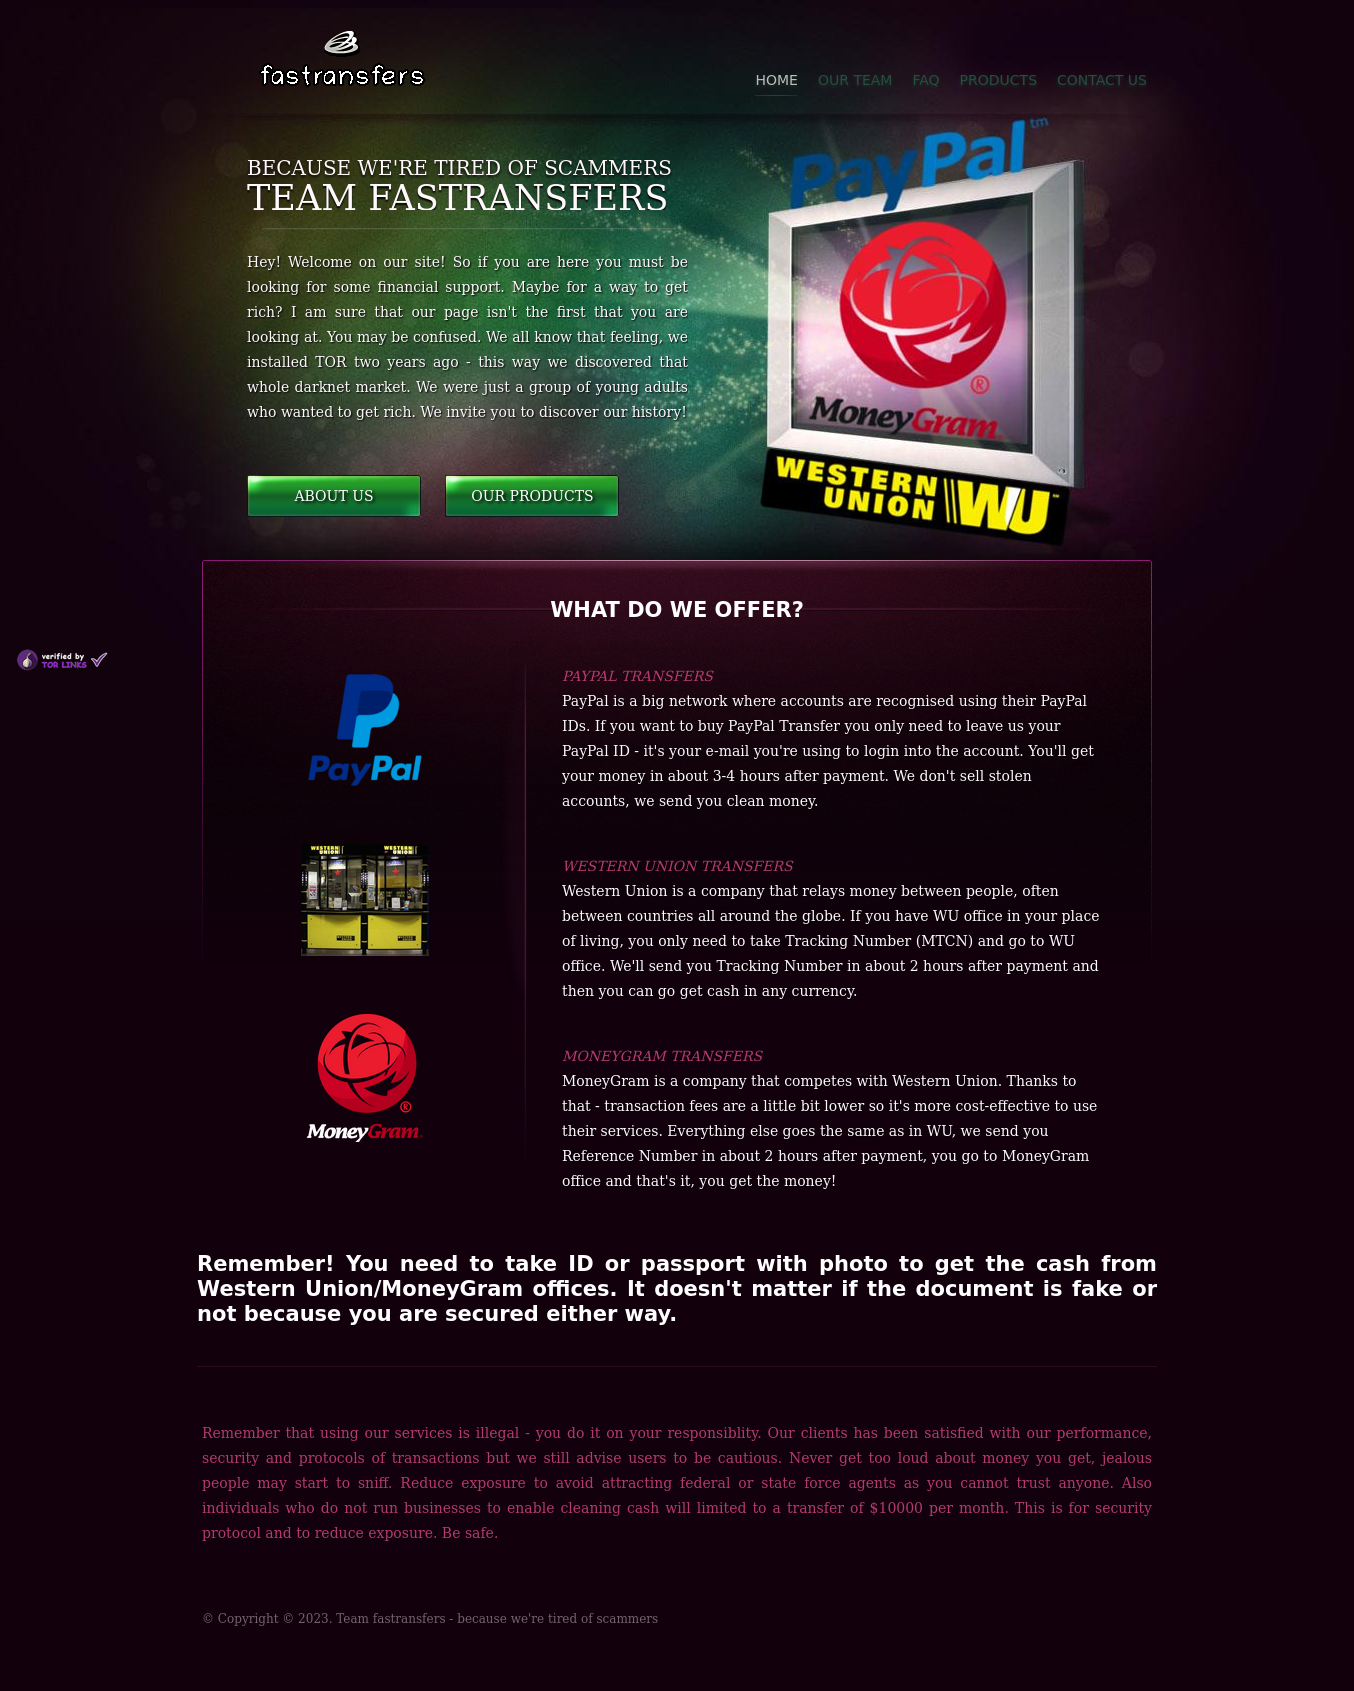 fastransfers
HOME OUR TEAM FAQ PRODUCTS CONTACT US
BECAUSE WE'RE TIRED OF SCAMMERS
TEAM FASTRANSFERS
Hey! Welcome on our site! So if you are here you must be
looking for some financial support. Maybe for a way to get
rich? I am sure that our page isn't the first that you are
looking at. You may be confused. We all know that feeling, we
installed TOR two years ago - this way we discovered that
whole darknet market. We were just a group of young adults
who wanted to get rich. We invite you to discover our history!
ABOUT US OUR PRODUCTS
PayPal™
MoneyGram®
WESTERN UNION WU
WHAT DO WE OFFER?
verified by
TOR LINKS
PayPal
PAYPAL TRANSFERS
PayPal is a big network where accounts are recognised using their PayPal
IDs. If you want to buy PayPal Transfer you only need to leave us your
PayPal ID - it's your e-mail you're using to login into the account. You'll get
your money in about 3-4 hours after payment. We don't sell stolen
accounts, we send you clean money.
WESTERN UNION WESTERN UNION
WESTERN UNION TRANSFERS
Western Union is a company that relays money between people, often
between countries all around the globe. If you have WU office in your place
of living, you only need to take Tracking Number (MTCN) and go to WU
office. We'll send you Tracking Number in about 2 hours after payment and
then you can go get cash in any currency.
MoneyGram®
MONEYGRAM TRANSFERS
MoneyGram is a company that competes with Western Union. Thanks to
that - transaction fees are a little bit lower so it's more cost-effective to use
their services. Everything else goes the same as in WU, we send you
Reference Number in about 2 hours after payment, you go to MoneyGram
office and that's it, you get the money!
Remember! You need to take ID or passport with photo to get the cash from
Western Union/MoneyGram offices. It doesn't matter if the document is fake or
not because you are secured either way.
Remember that using our services is illegal - you do it on your responsiblity. Our clients has been satisfied with our performance,
security and protocols of transactions but we still advise users to be cautious. Never get too loud about money you get, jealous
people may start to sniff. Reduce exposure to avoid attracting federal or state force agents as you cannot trust anyone. Also
individuals who do not run businesses to enable cleaning cash will limited to a transfer of $10000 per month. This is for security
protocol and to reduce exposure. Be safe.
© Copyright © 2023. Team fastransfers - because we're tired of scammers